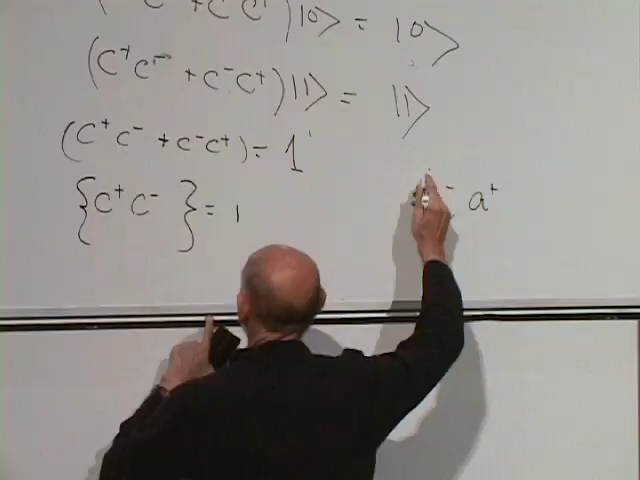 ( C⁺ )|0⟩ = |0⟩
(C⁺C⁻ + C⁻C⁺)|1⟩ = |1⟩
(C⁺C⁻ + C⁻C⁺) = 1
{C⁺ C⁻} = 1
⁻ a⁺